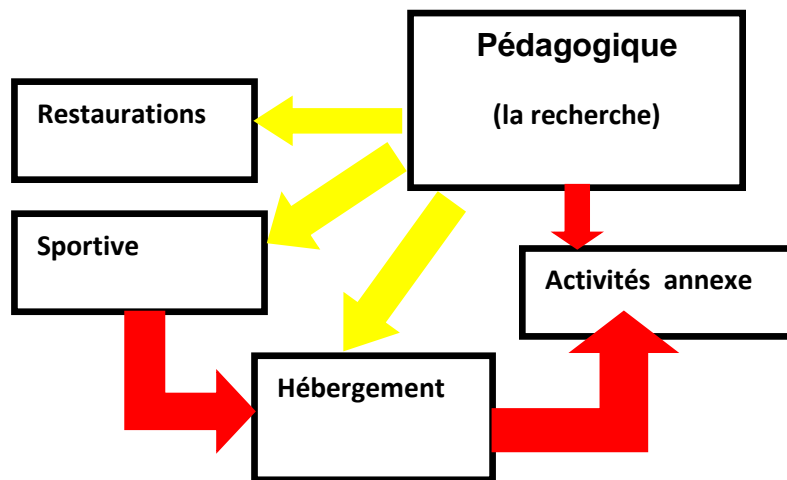 Pédagogique
(la recherche)
Restaurations
Sportive
Activités annexe
Hébergement